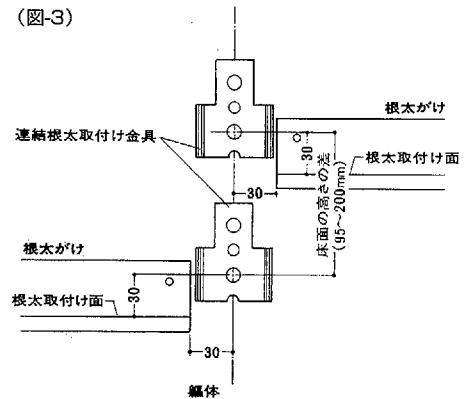 (図-3)
根太がけ
連結根太取付け金具
30
根太取付け面
30
床面の高さの差
(95〜200mm)
根太がけ
根太取付け面
30
30
躯体